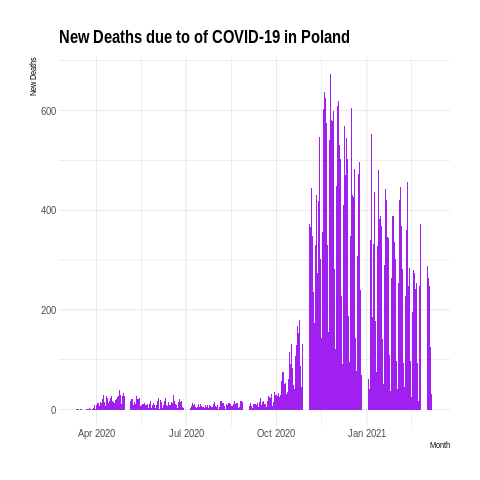 New Deaths due to of COVID-19 in Poland
New Deaths
600
400
200
0
Apr 2020 Jul 2020 Oct 2020 Jan 2021
Month